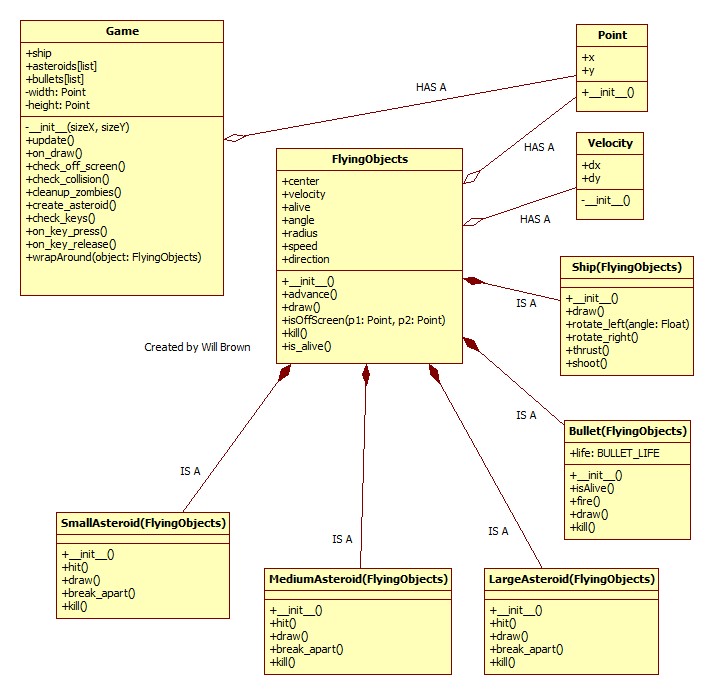 Game
+ship
+asteroids[list]
+bullets[list]
-width: Point
-height: Point
-__init__(sizeX, sizeY)
+update()
+on_draw()
+check_off_screen()
+check_collision()
+cleanup_zombies()
+create_asteroid()
+check_keys()
+on_key_press()
+on_key_release()
+wrapAround(object: FlyingObjects)
HAS A
Point
+x
+y
+__init__()
HAS A
Velocity
+dx
+dy
-__init__()
HAS A
FlyingObjects
+center
+velocity
+alive
+angle
+radius
+speed
+direction
+__init__()
+advance()
+draw()
+isOffScreen(p1: Point, p2: Point)
+kill()
+is_alive()
Ship(FlyingObjects)
+__init__()
+draw()
+rotate_left(angle: Float)
+rotate_right()
+thrust()
+shoot()
IS A
Created by Will Brown
Bullet(FlyingObjects)
+life: BULLET_LIFE
+__init__()
+isAlive()
+fire()
+draw()
+kill()
IS A
IS A
SmallAsteroid(FlyingObjects)
+__init__()
+hit()
+draw()
+break_apart()
+kill()
IS A
MediumAsteroid(FlyingObjects)
+__init__()
+hit()
+draw()
+break_apart()
+kill()
IS A
LargeAsteroid(FlyingObjects)
+__init__()
+hit()
+draw()
+break_apart()
+kill()